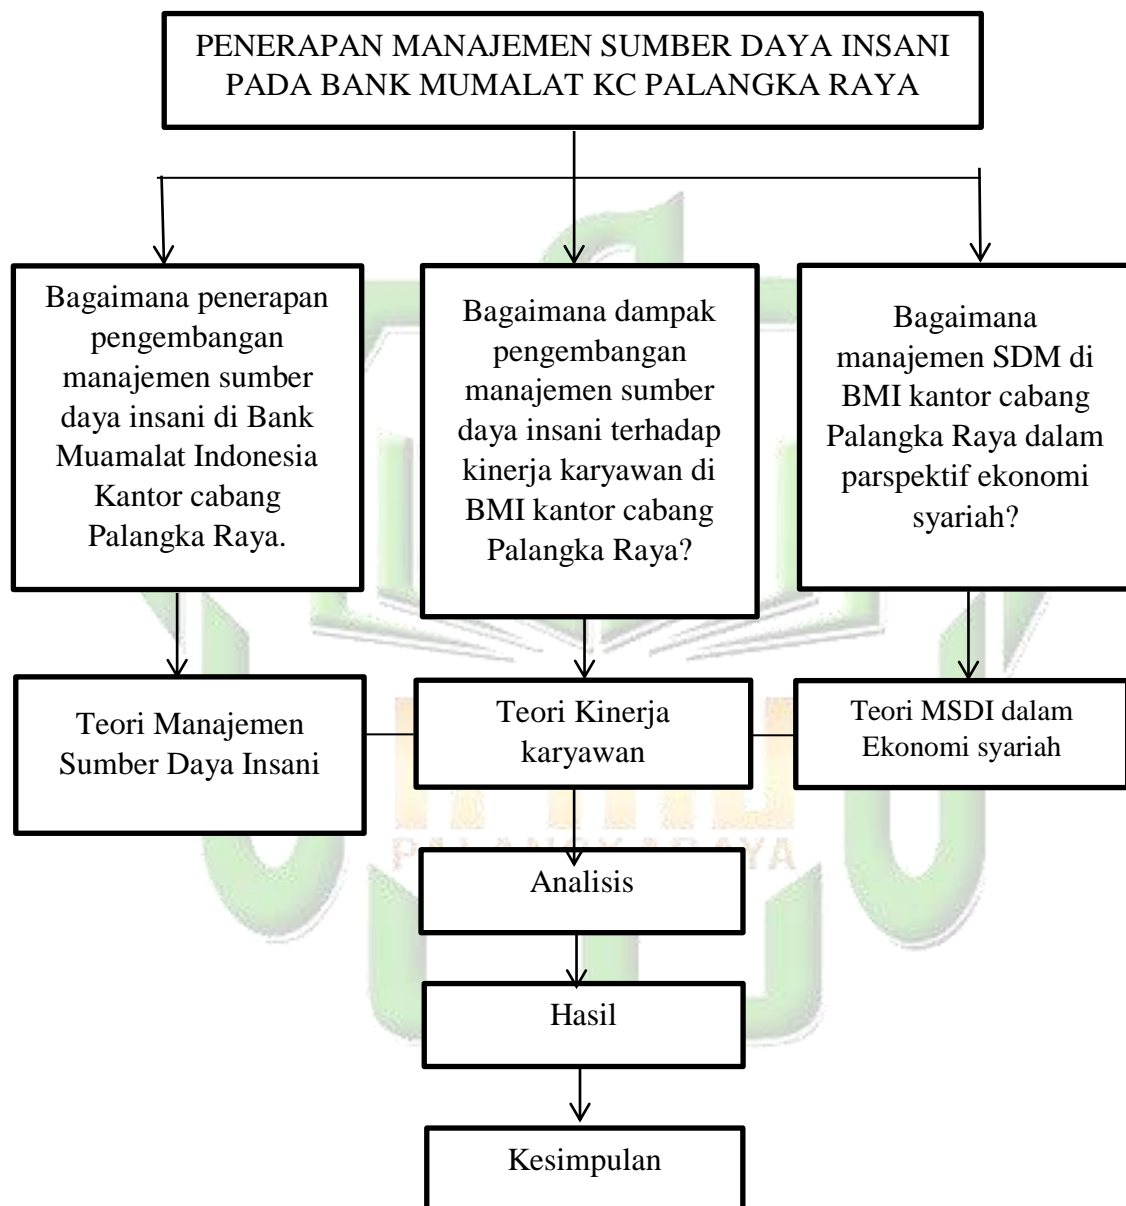 PENERAPAN MANAJEMEN SUMBER DAYA INSANI
PADA BANK MUMALAT KC PALANGKA RAYA
Bagaimana penerapan
pengembangan
manajemen sumber
daya insani di Bank
Muamalat Indonesia
Kantor cabang
Palangka Raya.
Bagaimana dampak
pengembangan
manajemen sumber
daya insani terhadap
kinerja karyawan di
BMI kantor cabang
Palangka Raya?
Bagaimana
manajemen SDM di
BMI kantor cabang
Palangka Raya dalam
parspektif ekonomi
syariah?
Teori Manajemen
Sumber Daya Insani
Teori Kinerja
karyawan
Teori MSDI dalam
Ekonomi syariah
PALANGKARAYA
Analisis
Hasil
Kesimpulan